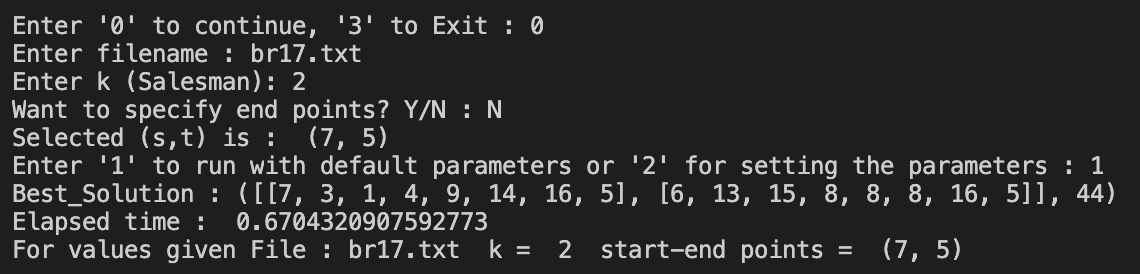 Enter '0' to continue, '3' to Exit : 0
Enter filename : br17.txt
Enter k (Salesman): 2
Want to specify end points? Y/N : N
Selected (s,t) is :  (7, 5)
Enter '1' to run with default parameters or '2' for setting the parameters : 1
Best_Solution : ([[7, 3, 1, 4, 9, 14, 16, 5], [6, 13, 15, 8, 8, 8, 16, 5]], 44)
Elapsed time :  0.6704320907592773
For values given File : br17.txt  k =  2  start-end points =  (7, 5)